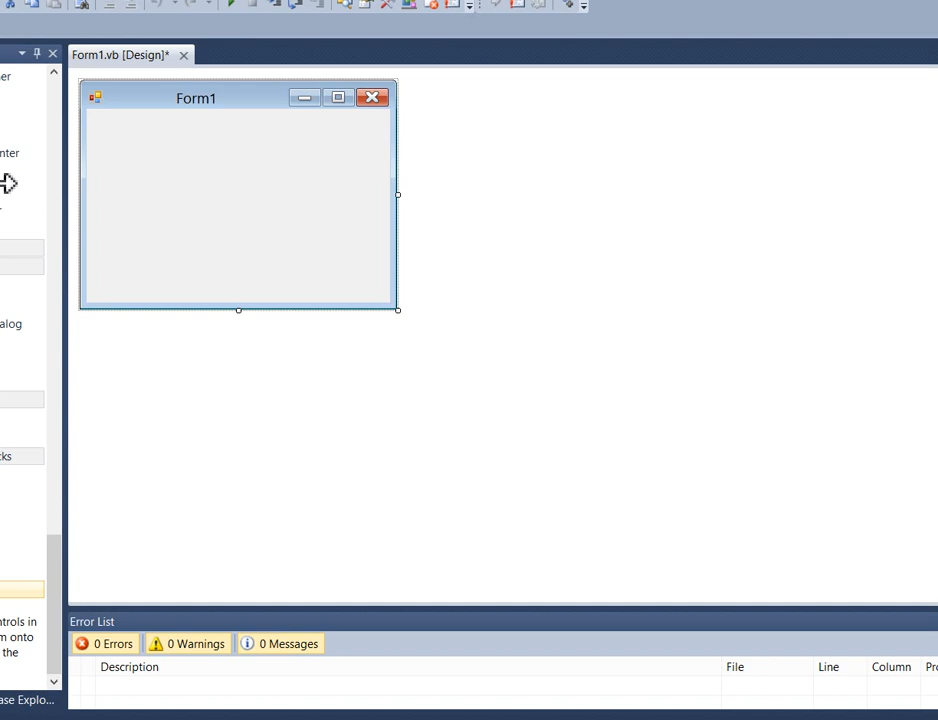 Form1.vb [Design]*
er
Form1
nter
alog
cks
ntrols in
m onto
the
ase Explo...
Error List
0 Errors
0 Warnings
0 Messages
Description
File
Line
Column
Pr